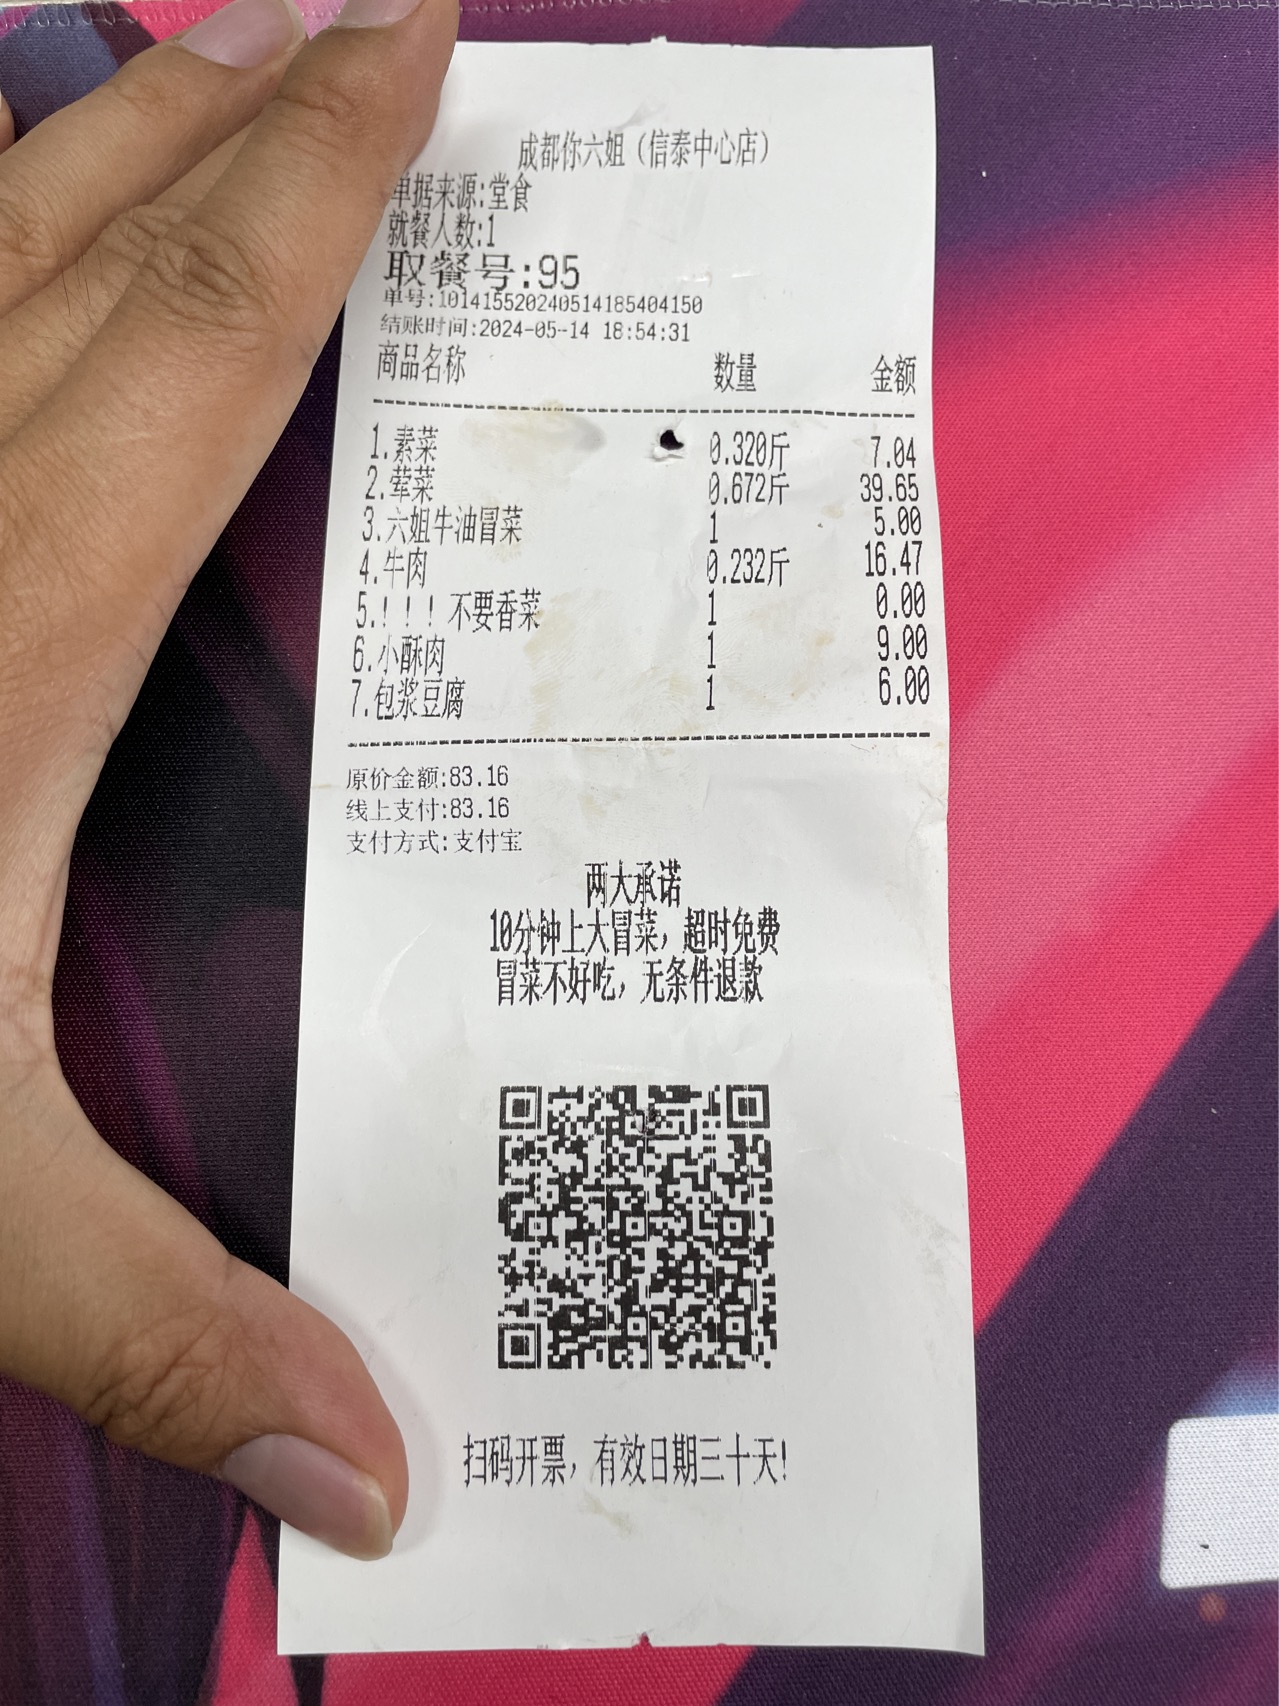 成都你六姐（信泰中心店）
单据来源:堂食
就餐人数:1
取餐号:95
单号:10141552024051418​5404150
结账时间:2024-05-14 18:54:31
商品名称 数量 金额
1.素菜 0.320斤 7.04
2.荤菜 0.672斤 39.65
3.六姐牛油冒菜 1 5.00
4.牛肉 0.232斤 16.47
5.！！！不要香菜 1 0.00
6.小酥肉 1 9.00
7.包浆豆腐 1 6.00
原价金额:83.16
线上支付:83.16
支付方式:支付宝
两大承诺
10分钟上大冒菜，超时免费
冒菜不好吃，无条件退款
扫码开票，有效日期三十天!